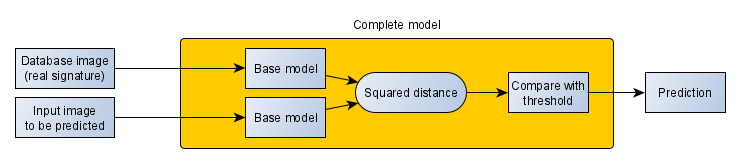 Complete model
Database image
(real signature)
Base model
Input image
to be predicted
Base model
Squared distance
Compare with
threshold
Prediction